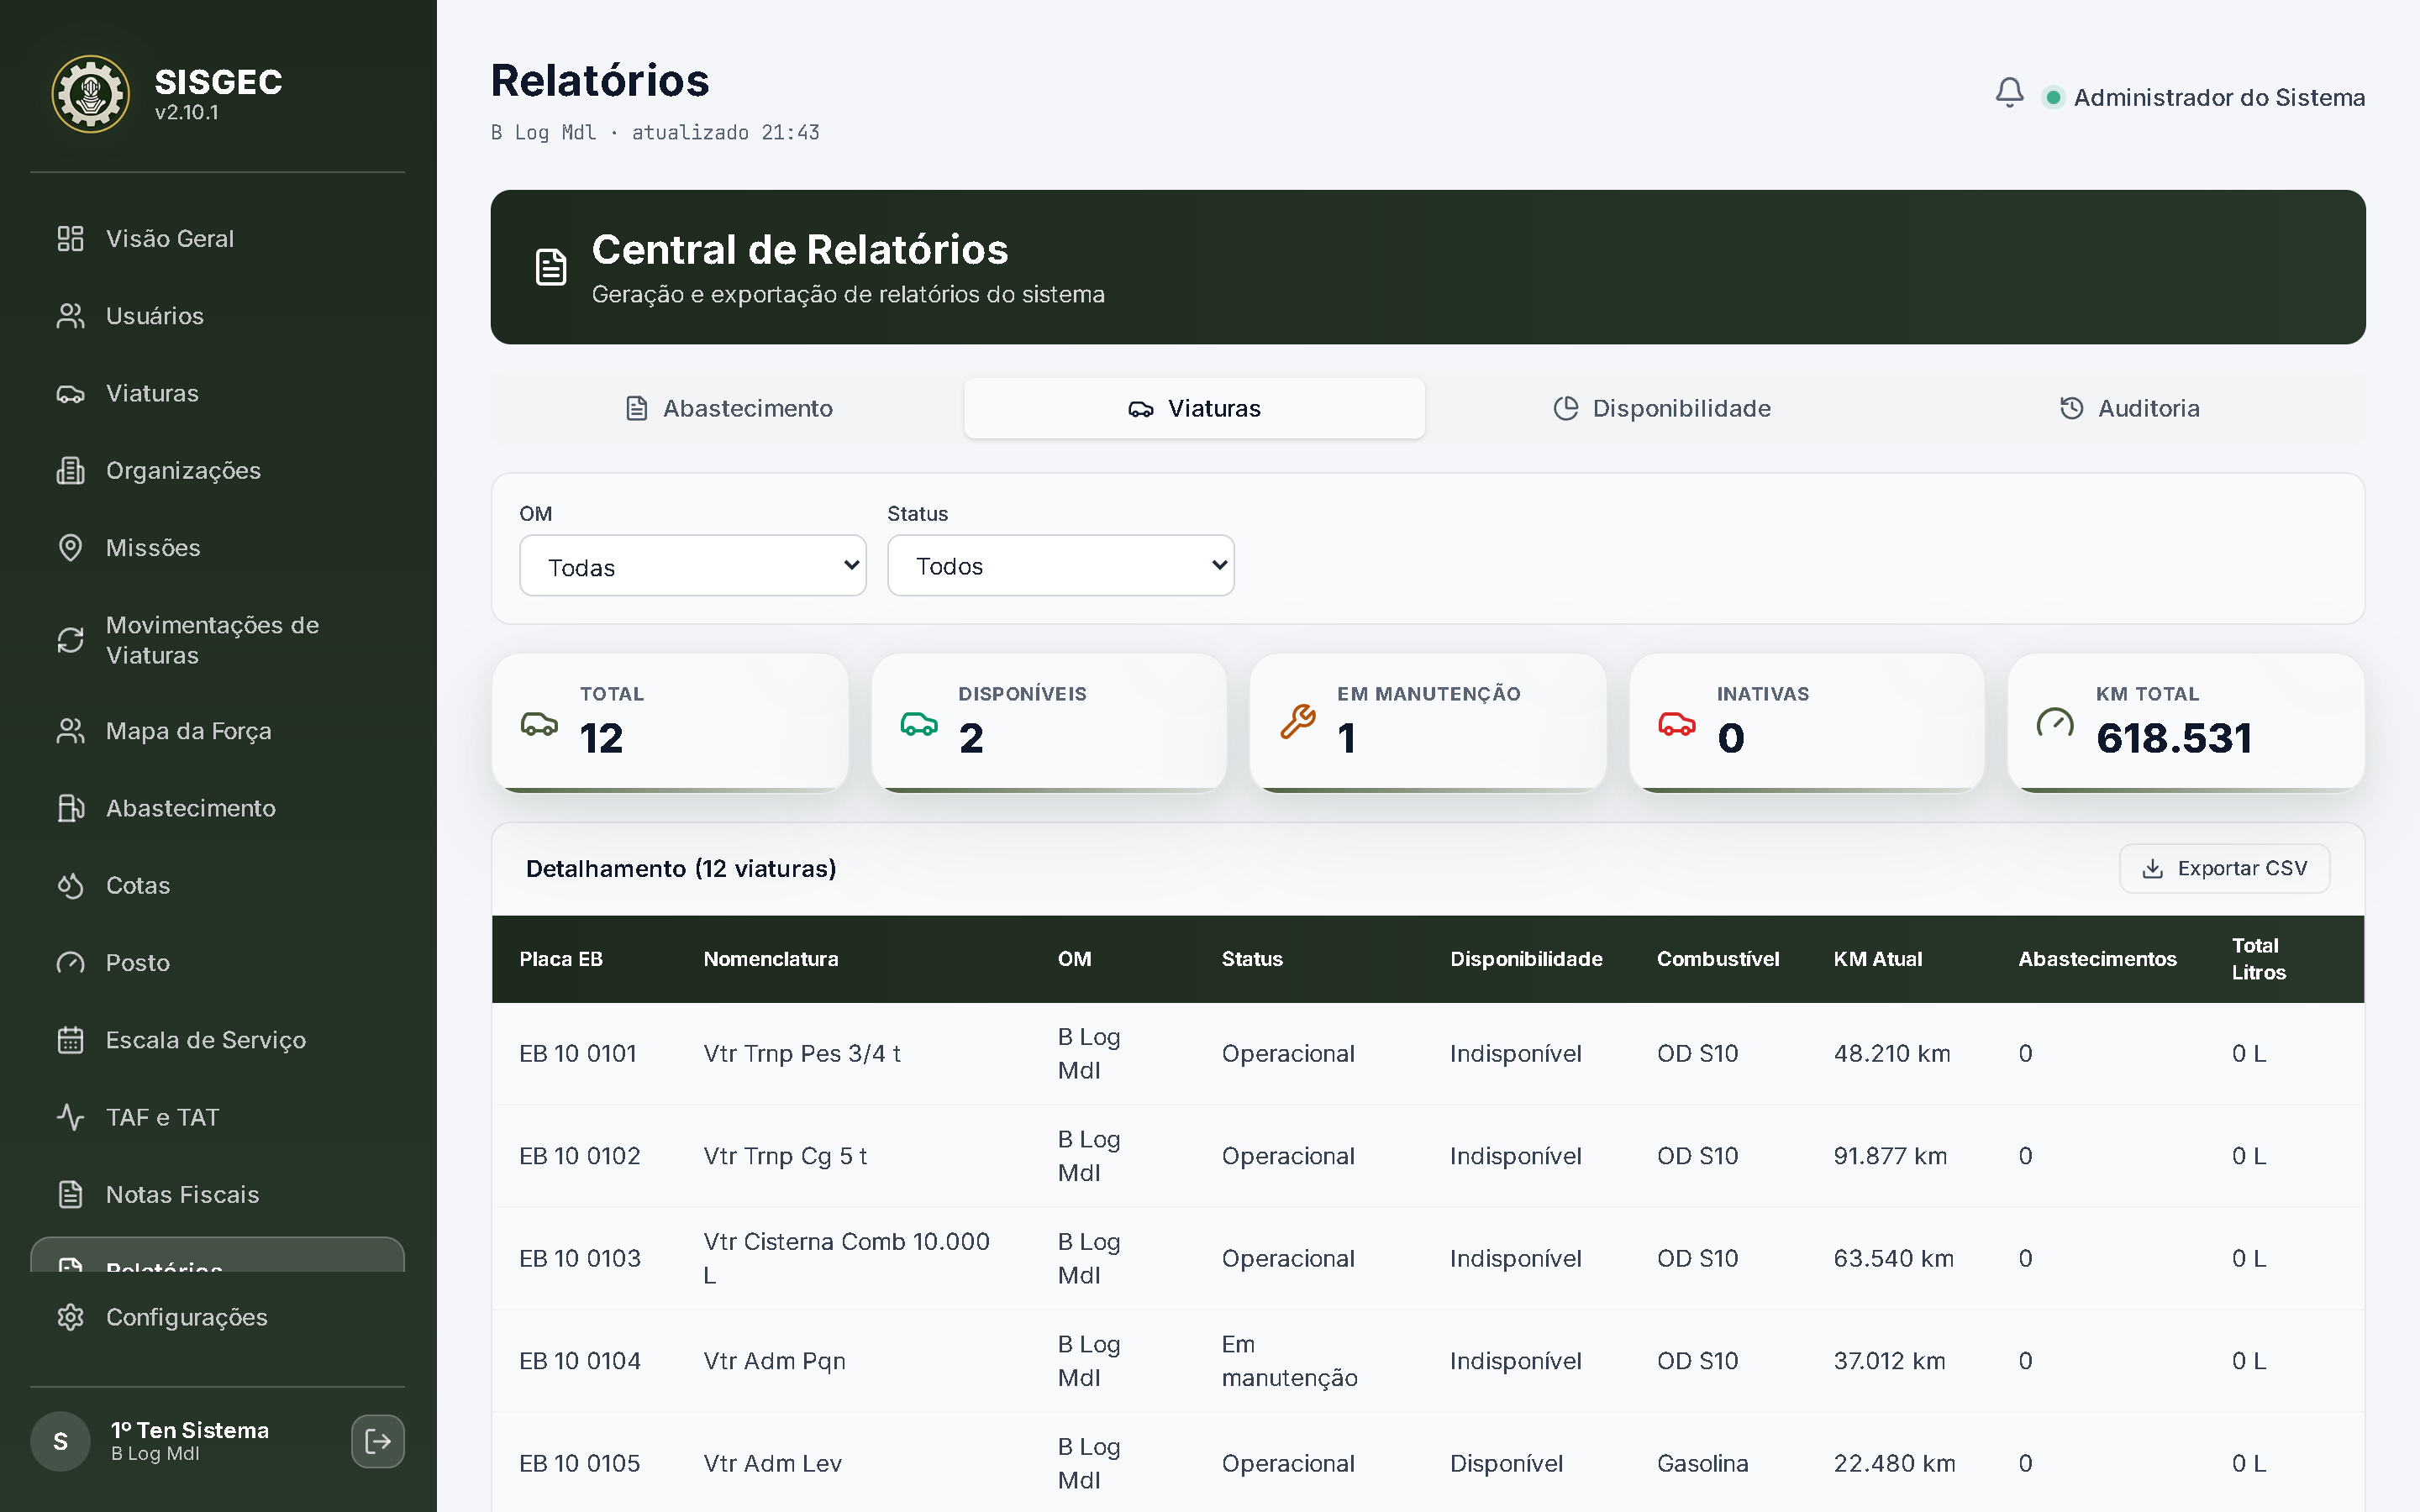 SISGEC
v2.10.1
Visão Geral
Usuários
Viaturas
Organizações
Missões
Movimentações de
Viaturas
Mapa da Força
Abastecimento
Cotas
Posto
Escala de Serviço
TAF e TAT
Notas Fiscais
Relatórios
Configurações
S
1º Ten Sistema
B Log Mdl
Relatórios
B Log Mdl · atualizado 21:43
Administrador do Sistema
Central de Relatórios
Geração e exportação de relatórios do sistema
Abastecimento
Viaturas
Disponibilidade
Auditoria
OM
Todas
Status
Todos
TOTAL
12
DISPONÍVEIS
2
EM MANUTENÇÃO
1
INATIVAS
0
KM TOTAL
618.531
Detalhamento (12 viaturas)
Exportar CSV
Placa EB Nomenclatura OM Status Disponibilidade Combustível KM Atual Abastecimentos Total
Litros
EB 10 0101 Vtr Trnp Pes 3/4 t B Log
Mdl Operacional Indisponível OD S10 48.210 km 0 0 L
EB 10 0102 Vtr Trnp Cg 5 t B Log
Mdl Operacional Indisponível OD S10 91.877 km 0 0 L
EB 10 0103 Vtr Cisterna Comb 10.000
L B Log
Mdl Operacional Indisponível OD S10 63.540 km 0 0 L
EB 10 0104 Vtr Adm Pqn B Log
Mdl Em
manutenção Indisponível OD S10 37.012 km 0 0 L
EB 10 0105 Vtr Adm Lev B Log
Mdl Operacional Disponível Gasolina 22.480 km 0 0 L